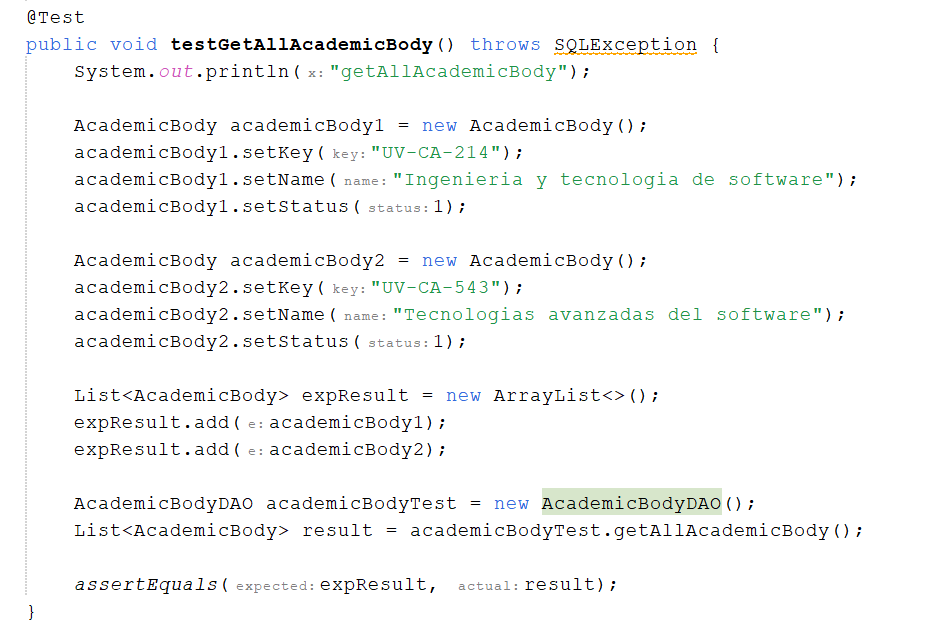 @Test
public void testGetAllAcademicBody() throws SQLException {
System.out.println( x: "getAllAcademicBody");
AcademicBody academicBody1 = new AcademicBody();
academicBody1.setKey( key: "UV-CA-214");
academicBody1.setName( name: "Ingenieria y tecnologia de software");
academicBody1.setStatus( status: 1);
AcademicBody academicBody2 = new AcademicBody();
academicBody2.setKey( key: "UV-CA-543");
academicBody2.setName( name: "Tecnologias avanzadas del software");
academicBody2.setStatus( status: 1);
List<AcademicBody> expResult = new ArrayList<>();
expResult.add( e: academicBody1);
expResult.add( e: academicBody2);
AcademicBodyDAO academicBodyTest = new AcademicBodyDAO();
List<AcademicBody> result = academicBodyTest.getAllAcademicBody();
assertEquals( expected: expResult, actual: result);
}